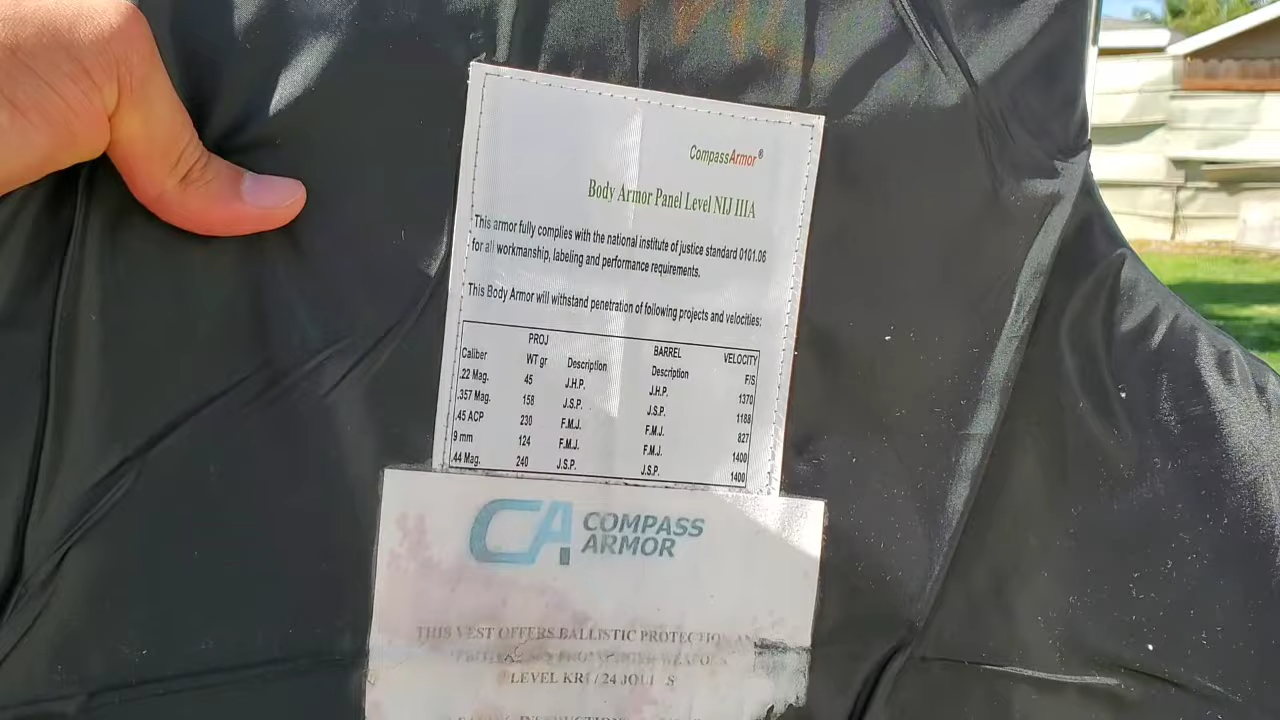 CompassArmor®
Body Armor Panel Level NIJ IIIA
This armor fully complies with the national institute of justice standard 0101.06
for all workmanship, labeling and performance requirements.
This Body Armor will withstand penetration of following projects and velocities:
PROJ BARREL VELOCITY
Caliber WT gr Description Description F/S
.22 Mag. 45 J.H.P. J.H.P. 1370
.357 Mag. 158 J.S.P. J.S.P. 1188
.45 ACP 230 F.M.J. F.M.J. 827
9 mm 124 F.M.J. F.M.J. 1400
.44 Mag. 240 J.S.P. J.S.P. 1400
CA COMPASS
ARMOR
THIS VEST OFFERS BALLISTIC PROTECTION
LEVEL / 24